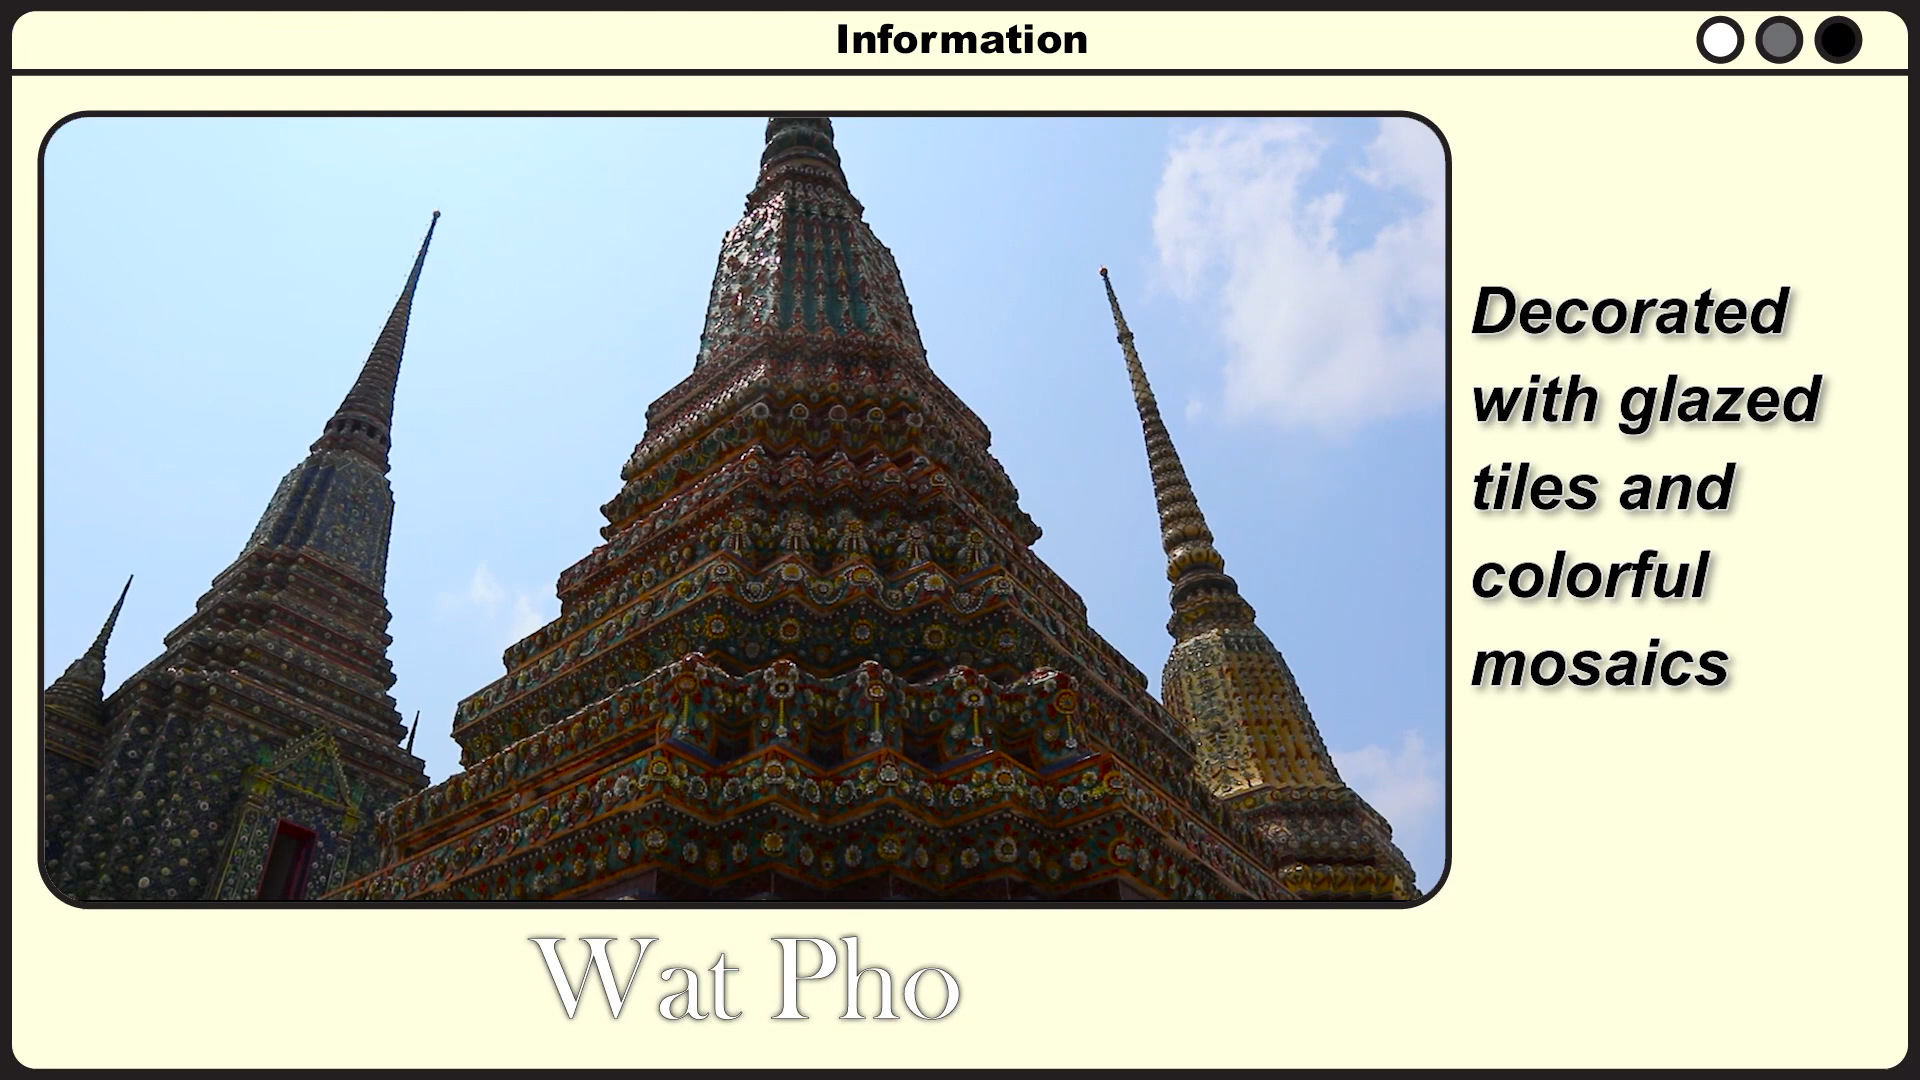 Information
Decorated
with glazed
tiles and
colorful
mosaics
Wat Pho